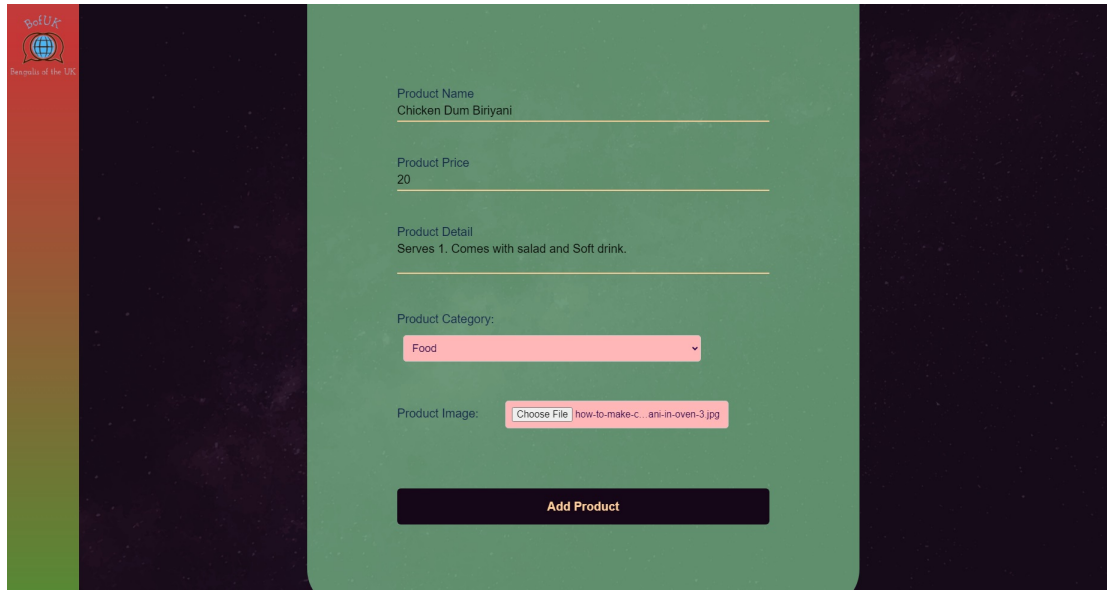 BofUK
Bengalis of the UK
Product Name
Chicken Dum Biriyani
Product Price
20
Product Detail
Serves 1. Comes with salad and Soft drink.
Product Category:
Food
Product Image: Choose File how-to-make-c...ani-in-oven-3.jpg
Add Product